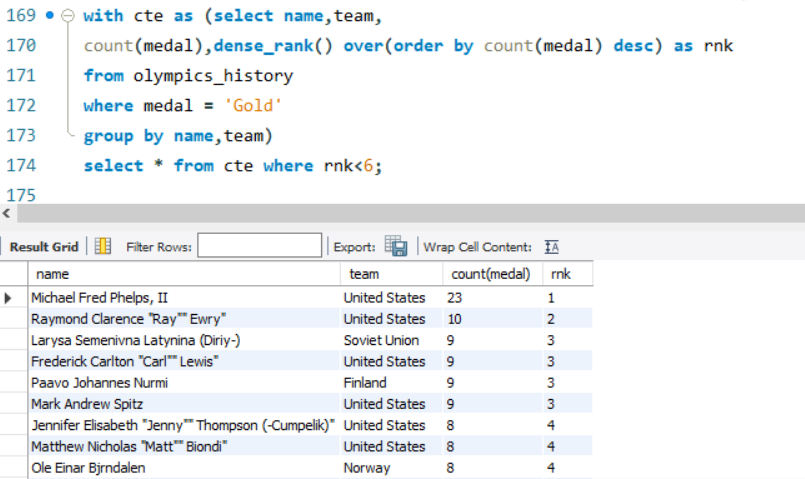 169 with cte as (select name,team,
170 count(medal),dense_rank() over(order by count(medal) desc) as rnk
171 from olympics_history
172 where medal = 'Gold'
173 group by name,team)
174 select * from cte where rnk<6;
175
Result Grid Filter Rows: Export: Wrap Cell Content: IA
name team count(medal) rnk
Michael Fred Phelps, II United States 23 1
Raymond Clarence "Ray"" Ewry" United States 10 2
Larysa Semenivna Latynina (Diriy-) Soviet Union 9 3
Frederick Carlton "Carl"" Lewis" United States 9 3
Paavo Johannes Nurmi Finland 9 3
Mark Andrew Spitz United States 9 3
Jennifer Elisabeth "Jenny"" Thompson (-Cumpelik)" United States 8 4
Matthew Nicholas "Matt"" Biondi" United States 8 4
Ole Einar Bjrndalen Norway 8 4